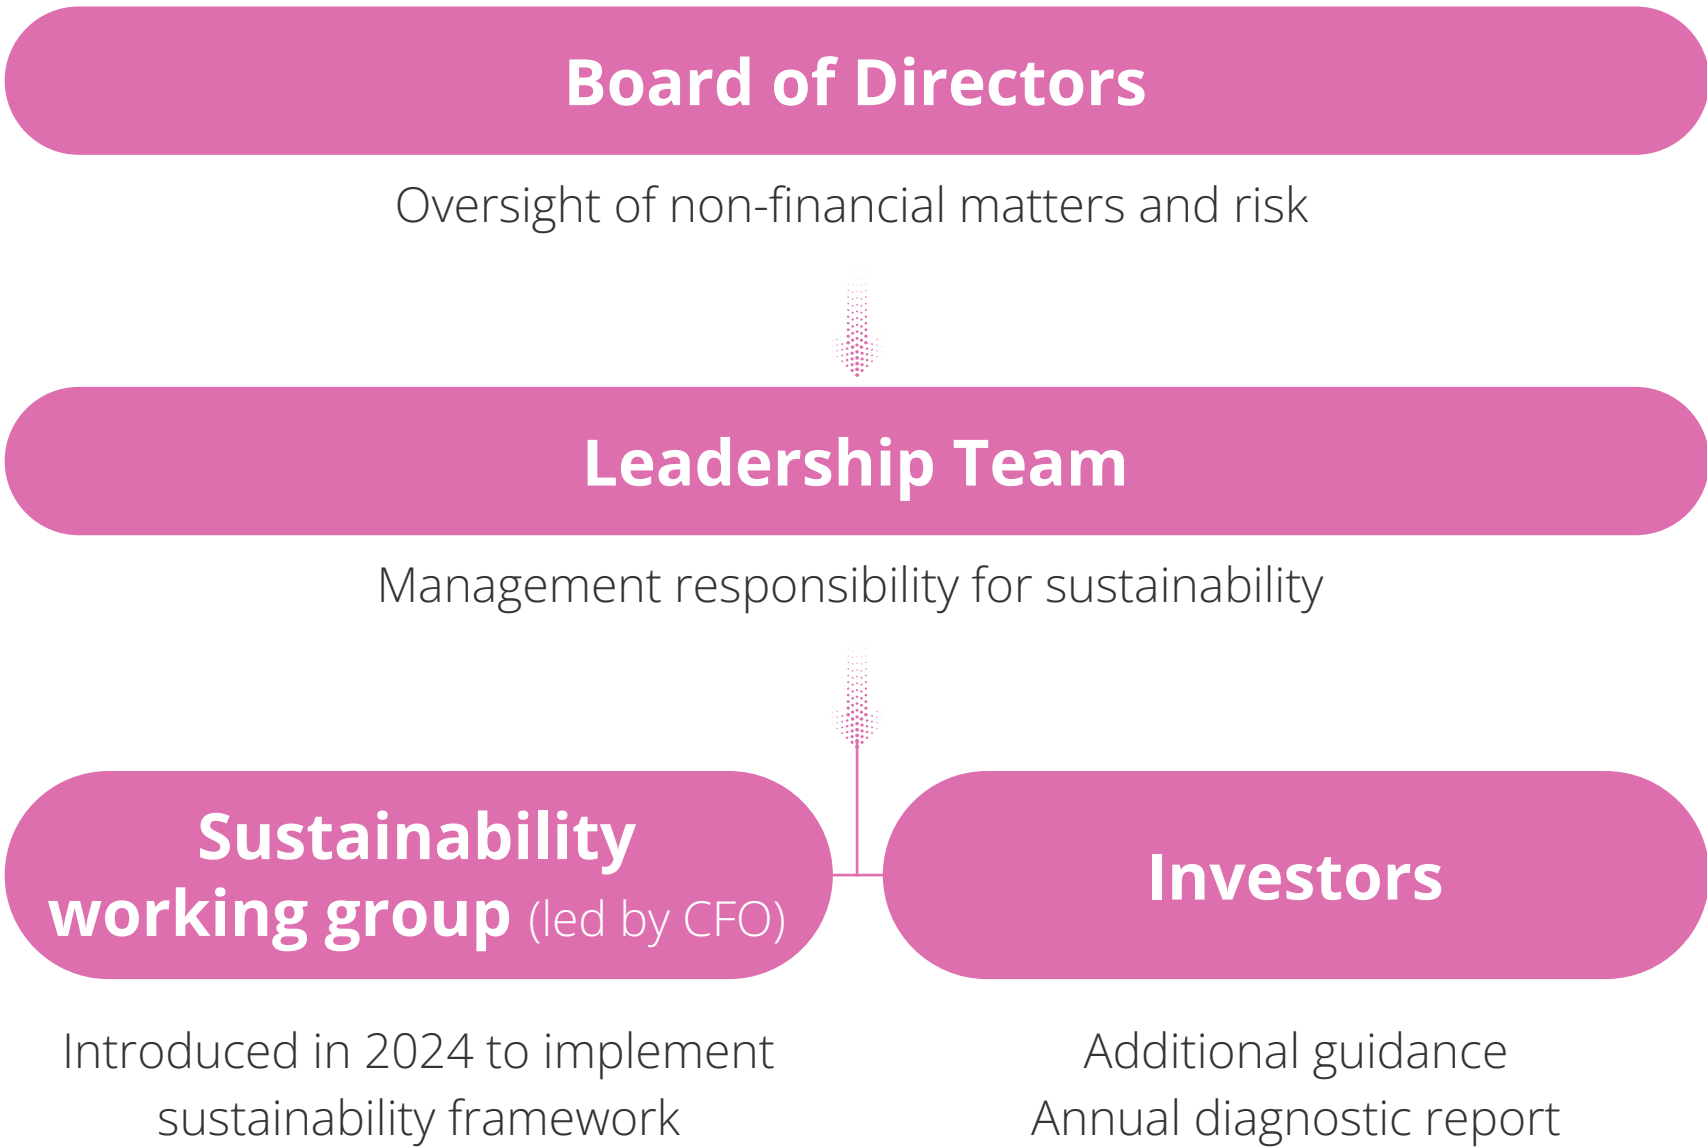 Board of Directors
Oversight of non-financial matters and risk
Leadership Team
Management responsibility for sustainability
Sustainability
working group (led by CFO)
Introduced in 2024 to implement
sustainability framework
Investors
Additional guidance
Annual diagnostic report